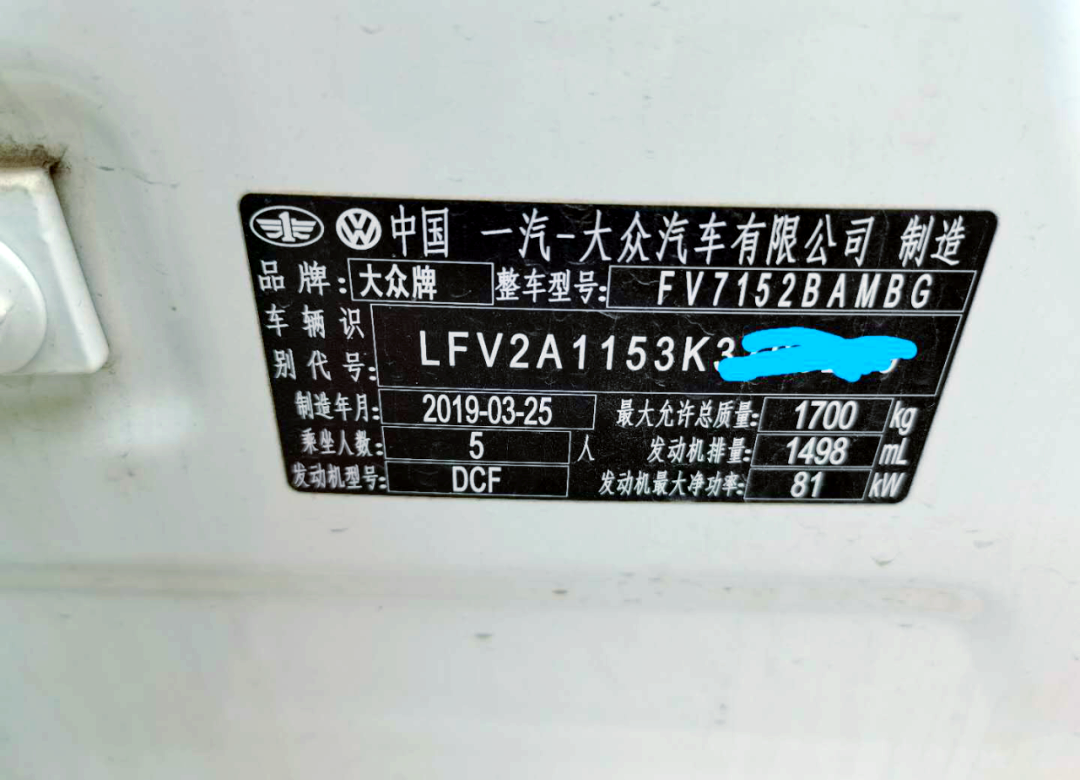 中国 一汽-大众汽车有限公司 制造
品牌: 大众牌 整车型号: FV7152BAMBG
车辆识别代号: LFV2A1153K3
制造年月: 2019-03-25 最大允许总质量: 1700 kg
乘坐人数: 5 人 发动机排量: 1498 mL
发动机型号: DCF 发动机最大净功率: 81 kW